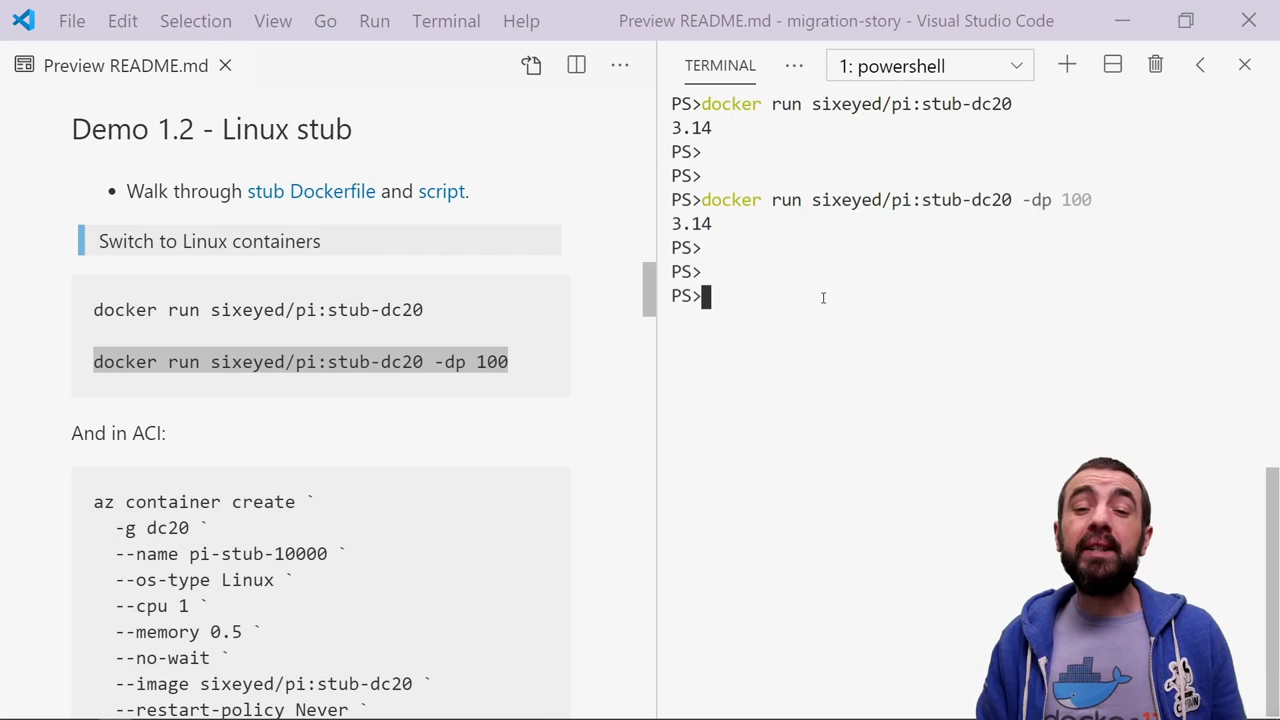 File Edit Selection View Go Run Terminal Help Preview README.md - migration-story - Visual Studio Code
Preview README.md
TERMINAL
1: powershell
Demo 1.2 - Linux stub
Walk through stub Dockerfile and script.
Switch to Linux containers
docker run sixeyed/pi:stub-dc20
docker run sixeyed/pi:stub-dc20 -dp 100
And in ACI:
az container create `
-g dc20 `
--name pi-stub-10000 `
--os-type Linux `
--cpu 1 `
--memory 0.5 `
--no-wait `
--image sixeyed/pi:stub-dc20 `
--restart-policy Never `
PS>docker run sixeyed/pi:stub-dc20
3.14
PS>
PS>
PS>docker run sixeyed/pi:stub-dc20 -dp 100
3.14
PS>
PS>
PS>